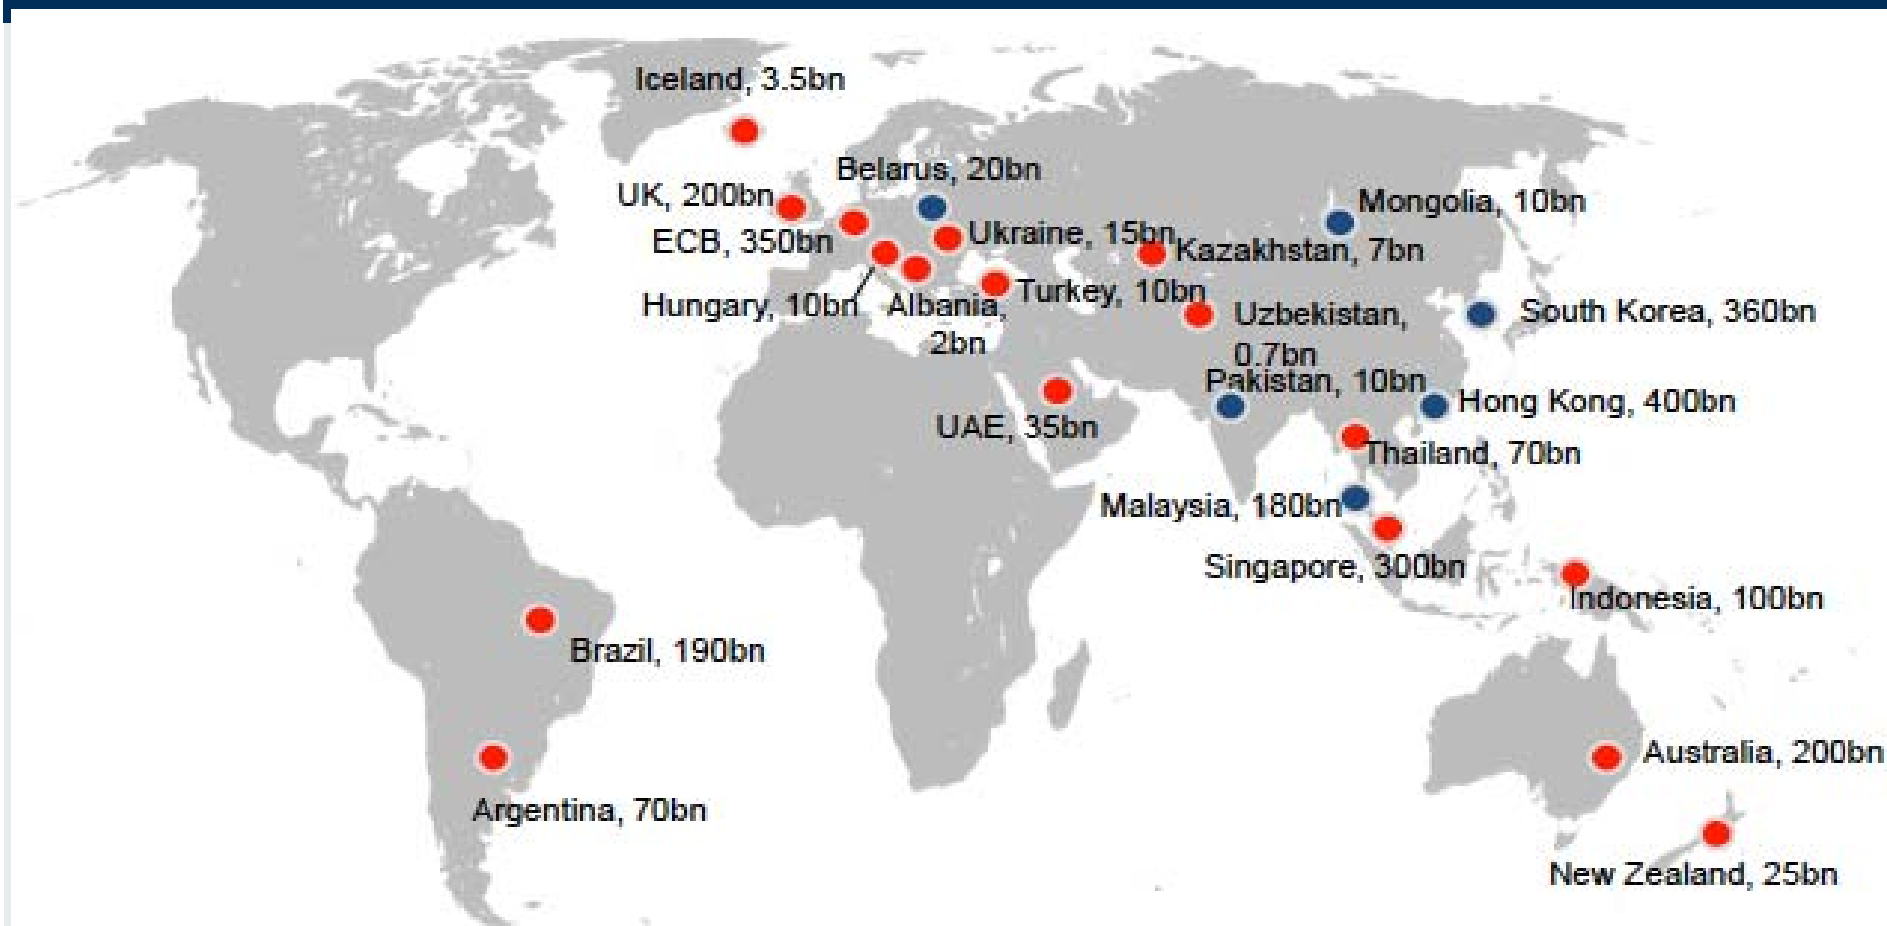 Iceland, 3.5bn
Belarus, 20bn
UK, 200bn
Mongolia, 10bn
ECB, 350bn
Ukraine, 15bn
Kazakhstan, 7bn
Hungary, 10bn
Albania,
2bn
Turkey, 10bn
Uzbekistan,
0.7bn
South Korea, 360bn
Pakistan, 10bn
Hong Kong, 400bn
UAE, 35bn
Thailand, 70bn
Malaysia, 180bn
Singapore, 300bn
Indonesia, 100bn
Brazil, 190bn
Australia, 200bn
Argentina, 70bn
New Zealand, 25bn